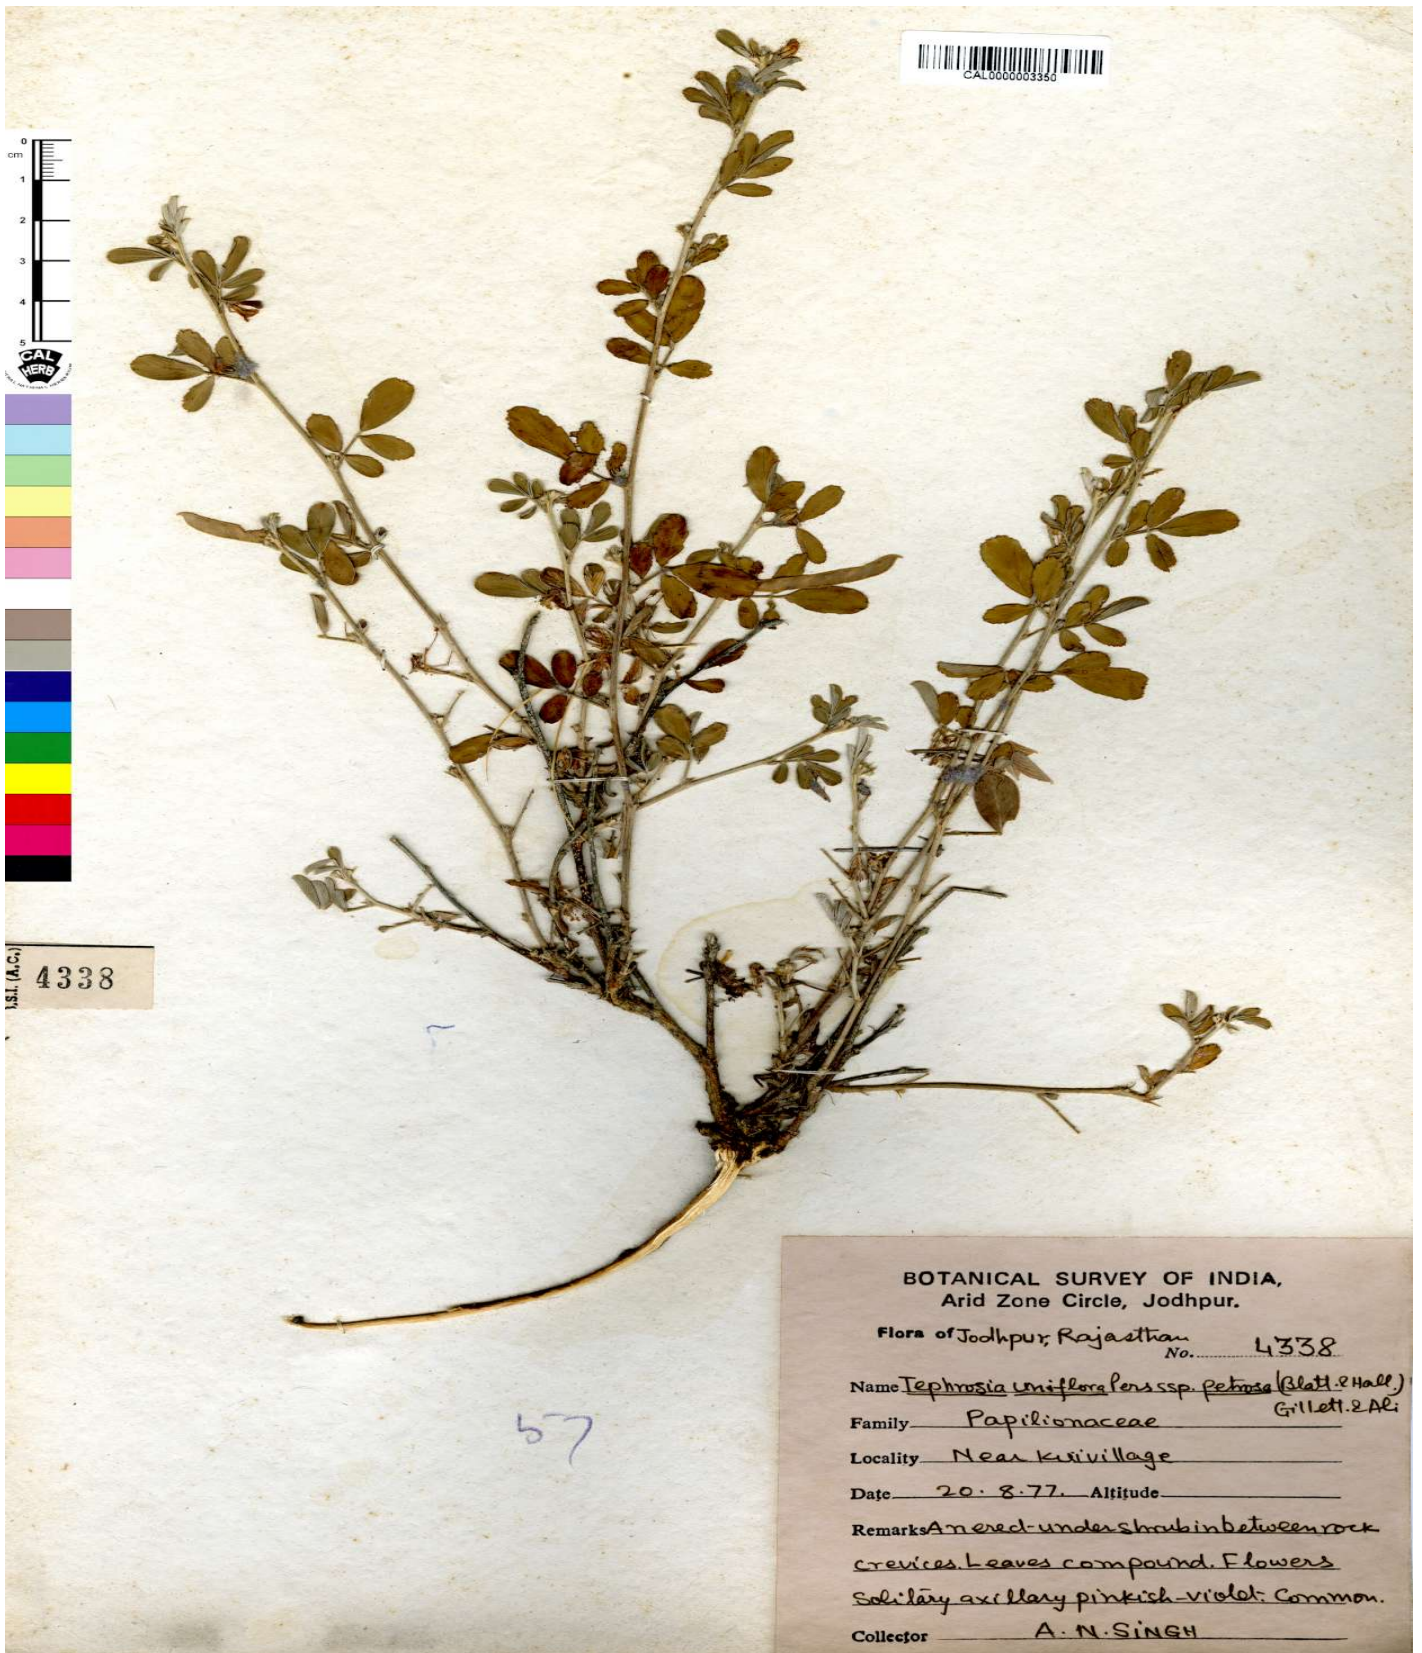 CAL0000003350
0
cm
1
2
3
4
5
CAL
HERB
B.S.I. (A.C.)
4338
57
BOTANICAL SURVEY OF INDIA,
Arid Zone Circle, Jodhpur.
Flora of Jodhpur, Rajasthan
No. 4338
Name Tephrosia uniflora Pers ssp. petrosa (Blatt. & Hall.)
Gillett. & Ali
Family Papilionaceae
Locality Near village
Date 20.8.77. Altitude
Remarks An ered-undershrub in between rock
crevices. Leaves compound. Flowers
Solitary axillary pinkish-violet. Common.
Collector A. N. SINGH